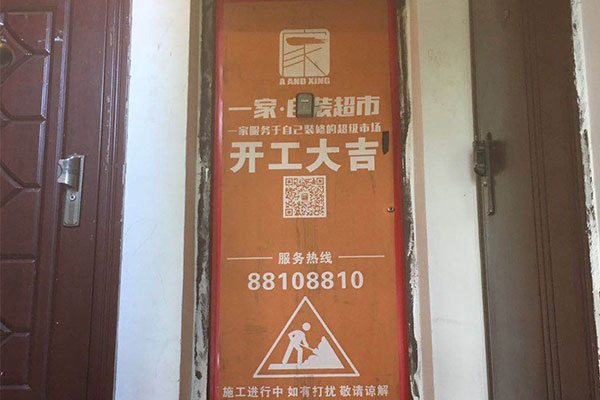 A AND XING
一家·自装超市
一家服务于自己装修的超级市场
开工大吉
服务热线
88108810
施工进行中 如有打扰 敬请谅解